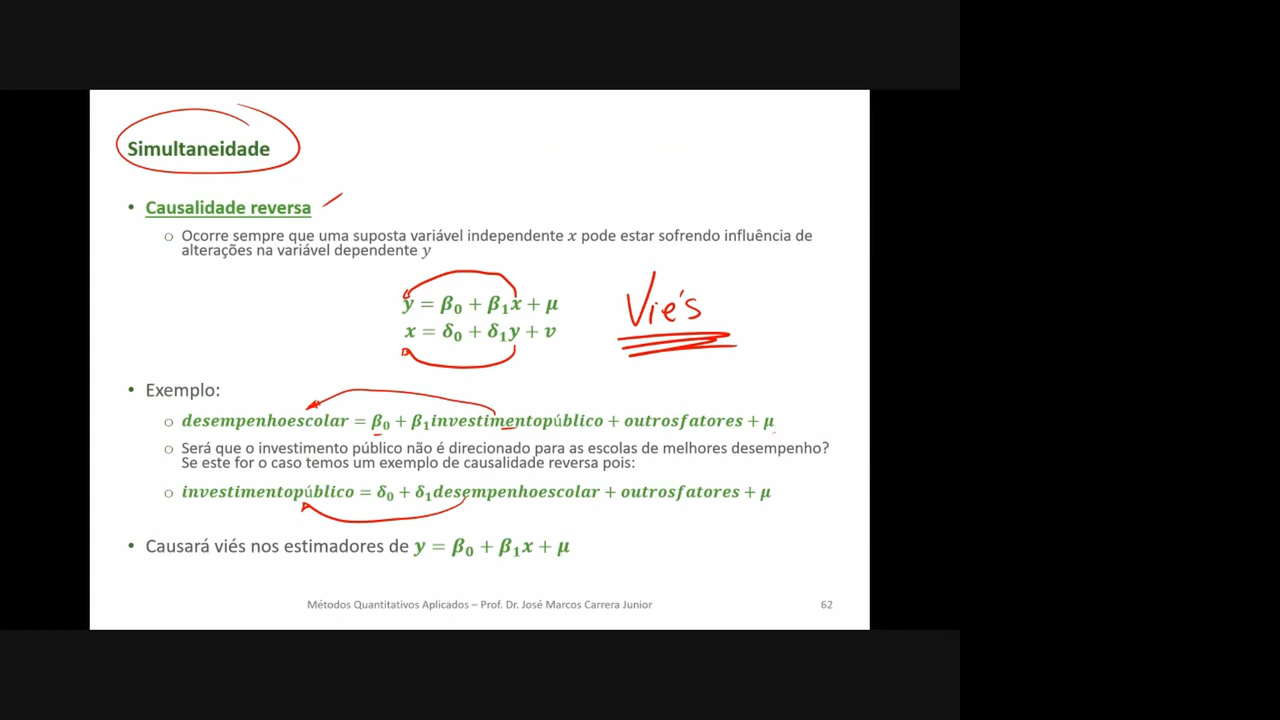 Simultaneidade
• Causalidade reversa
o Ocorre sempre que uma suposta variável independente x pode estar sofrendo influência de
alterações na variável dependente y
y = β₀ + β₁x + μ
x = δ₀ + δ₁y + v
Vie's
• Exemplo:
o desempenhoescolar = β₀ + β₁investimentopúblico + outrosfatores + μ
o Será que o investimento público não é direcionado para as escolas de melhores desempenho?
Se este for o caso temos um exemplo de causalidade reversa pois:
o investimentopúblico = δ₀ + δ₁desempenhoescolar + outrosfatores + μ
• Causará viés nos estimadores de y = β₀ + β₁x + μ
Métodos Quantitativos Aplicados – Prof. Dr. José Marcos Carrera Junior
62